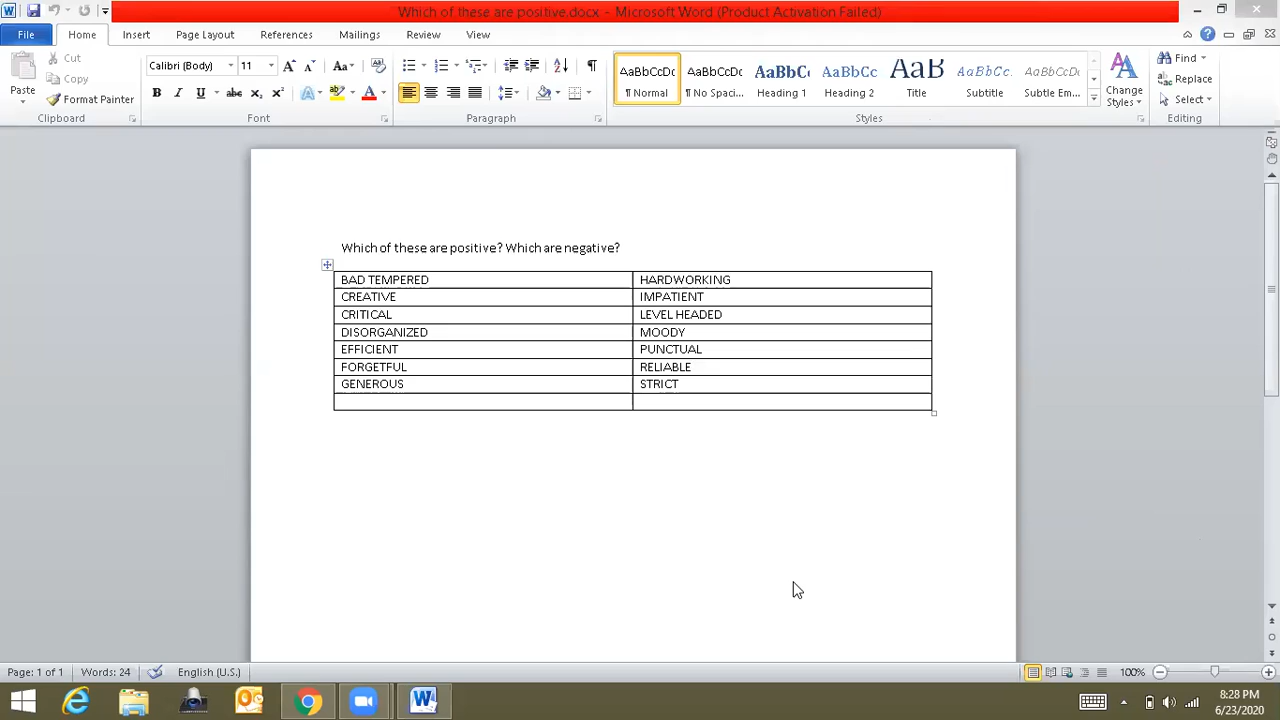 Which of these are positive.docx - Microsoft Word (Product Activation Failed)
File Home Insert Page Layout References Mailings Review View
Paste
Cut
Copy
Format Painter
Clipboard
Calibri (Body) 11
Font
Paragraph
AaBbCcDc AaBbCcDc AaBbCc AaBbCc AaB AaBbCc. AaBbCcDc
¶ Normal ¶ No Spaci... Heading 1 Heading 2 Title Subtitle Subtle Em...
Change
Styles
Styles
Find
Replace
Select
Editing
Which of these are positive? Which are negative?
BAD TEMPERED HARDWORKING
CREATIVE IMPATIENT
CRITICAL LEVEL HEADED
DISORGANIZED MOODY
EFFICIENT PUNCTUAL
FORGETFUL RELIABLE
GENEROUS STRICT
Page: 1 of 1 Words: 24 English (U.S.) 100%
8:28 PM
6/23/2020